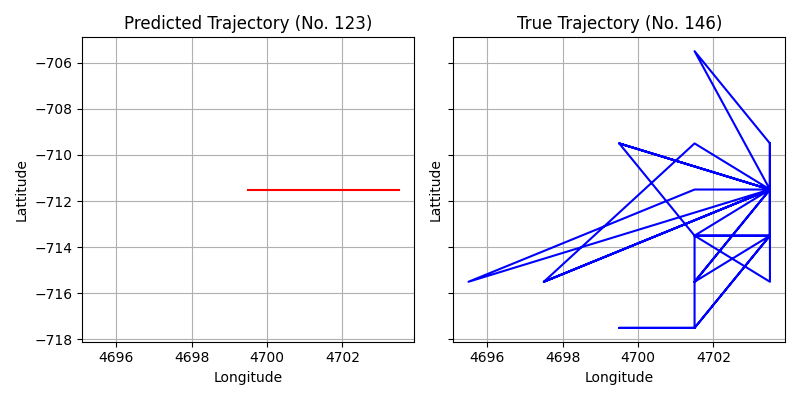 Predicted Trajectory (No. 123)
True Trajectory (No. 146)
Lattitude
−706
−708
−710
−712
−714
−716
−718
4696
4698
4700
4702
Longitude
Lattitude
4696
4698
4700
4702
Longitude